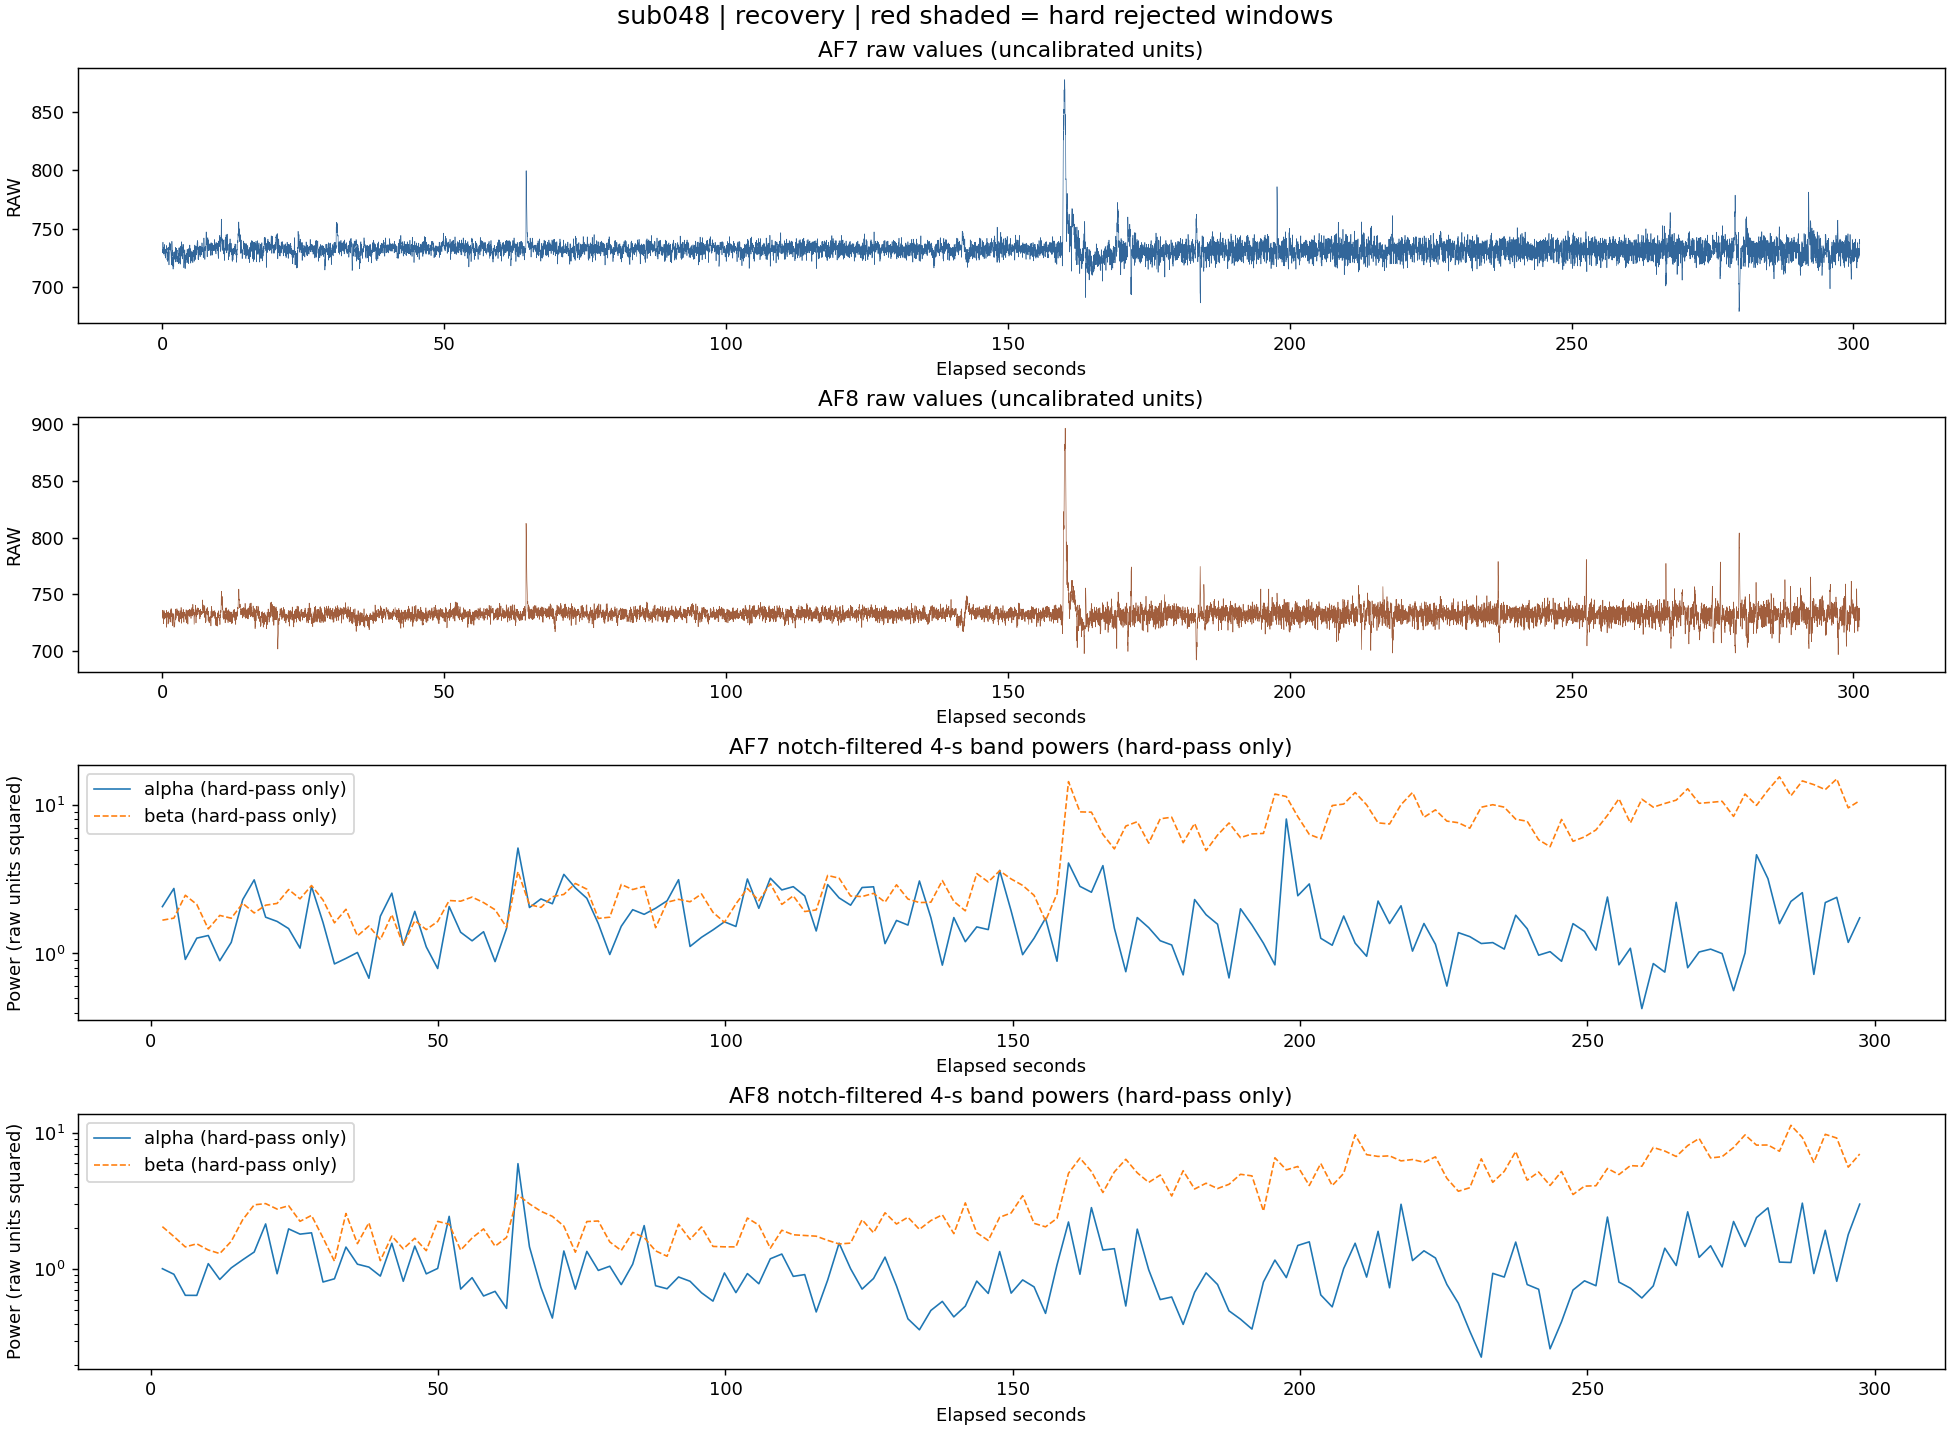 sub048 | recovery | red shaded = hard rejected windows
AF7 raw values (uncalibrated units)
RAW
850
800
750
700
0 50 100 150 200 250 300
Elapsed seconds
AF8 raw values (uncalibrated units)
RAW
900
850
800
750
700
0 50 100 150 200 250 300
Elapsed seconds
AF7 notch-filtered 4-s band powers (hard-pass only)
Power (raw units squared)
alpha (hard-pass only)
beta (hard-pass only)
10¹
10⁰
0 50 100 150 200 250 300
Elapsed seconds
AF8 notch-filtered 4-s band powers (hard-pass only)
Power (raw units squared)
alpha (hard-pass only)
beta (hard-pass only)
10¹
10⁰
0 50 100 150 200 250 300
Elapsed seconds